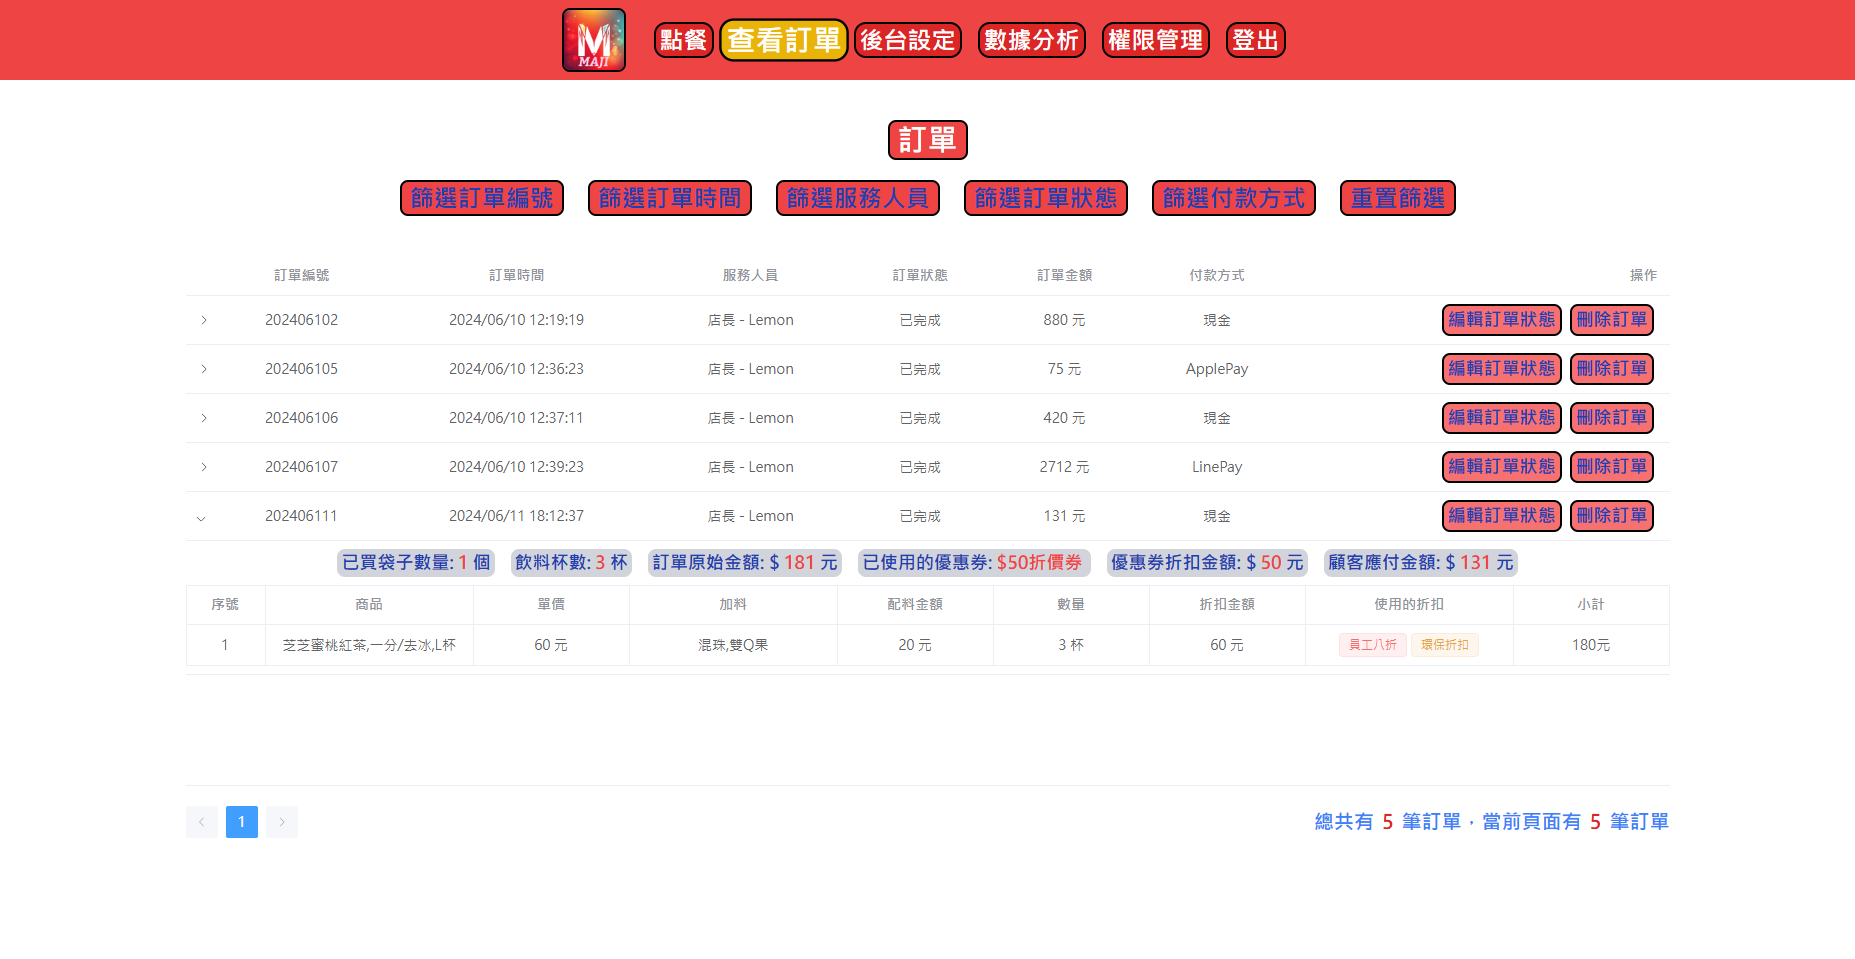 M MAJI 點餐 查看訂單 後台設定 數據分析 權限管理 登出
訂單
篩選訂單編號 篩選訂單時間 篩選服務人員 篩選訂單狀態 篩選付款方式 重置篩選
訂單編號 訂單時間 服務人員 訂單狀態 訂單金額 付款方式 操作
202406102 2024/06/10 12:19:19 店長 - Lemon 已完成 880 元 現金 編輯訂單狀態 刪除訂單
202406105 2024/06/10 12:36:23 店長 - Lemon 已完成 75 元 ApplePay 編輯訂單狀態 刪除訂單
202406106 2024/06/10 12:37:11 店長 - Lemon 已完成 420 元 現金 編輯訂單狀態 刪除訂單
202406107 2024/06/10 12:39:23 店長 - Lemon 已完成 2712 元 LinePay 編輯訂單狀態 刪除訂單
202406111 2024/06/11 18:12:37 店長 - Lemon 已完成 131 元 現金 編輯訂單狀態 刪除訂單
已買袋子數量: 1 個 飲料杯數: 3 杯 訂單原始金額: $ 181 元 已使用的優惠券: $50折價券 優惠券折扣金額: $ 50 元 顧客應付金額: $ 131 元
序號 商品 單價 加料 配料金額 數量 折扣金額 使用的折扣 小計
1 芝芝蜜桃紅茶,一分/去冰,L杯 60 元 混珠,雙Q果 20 元 3 杯 60 元 員工八折 環保折扣 180元
1 總共有 5 筆訂單，當前頁面有 5 筆訂單